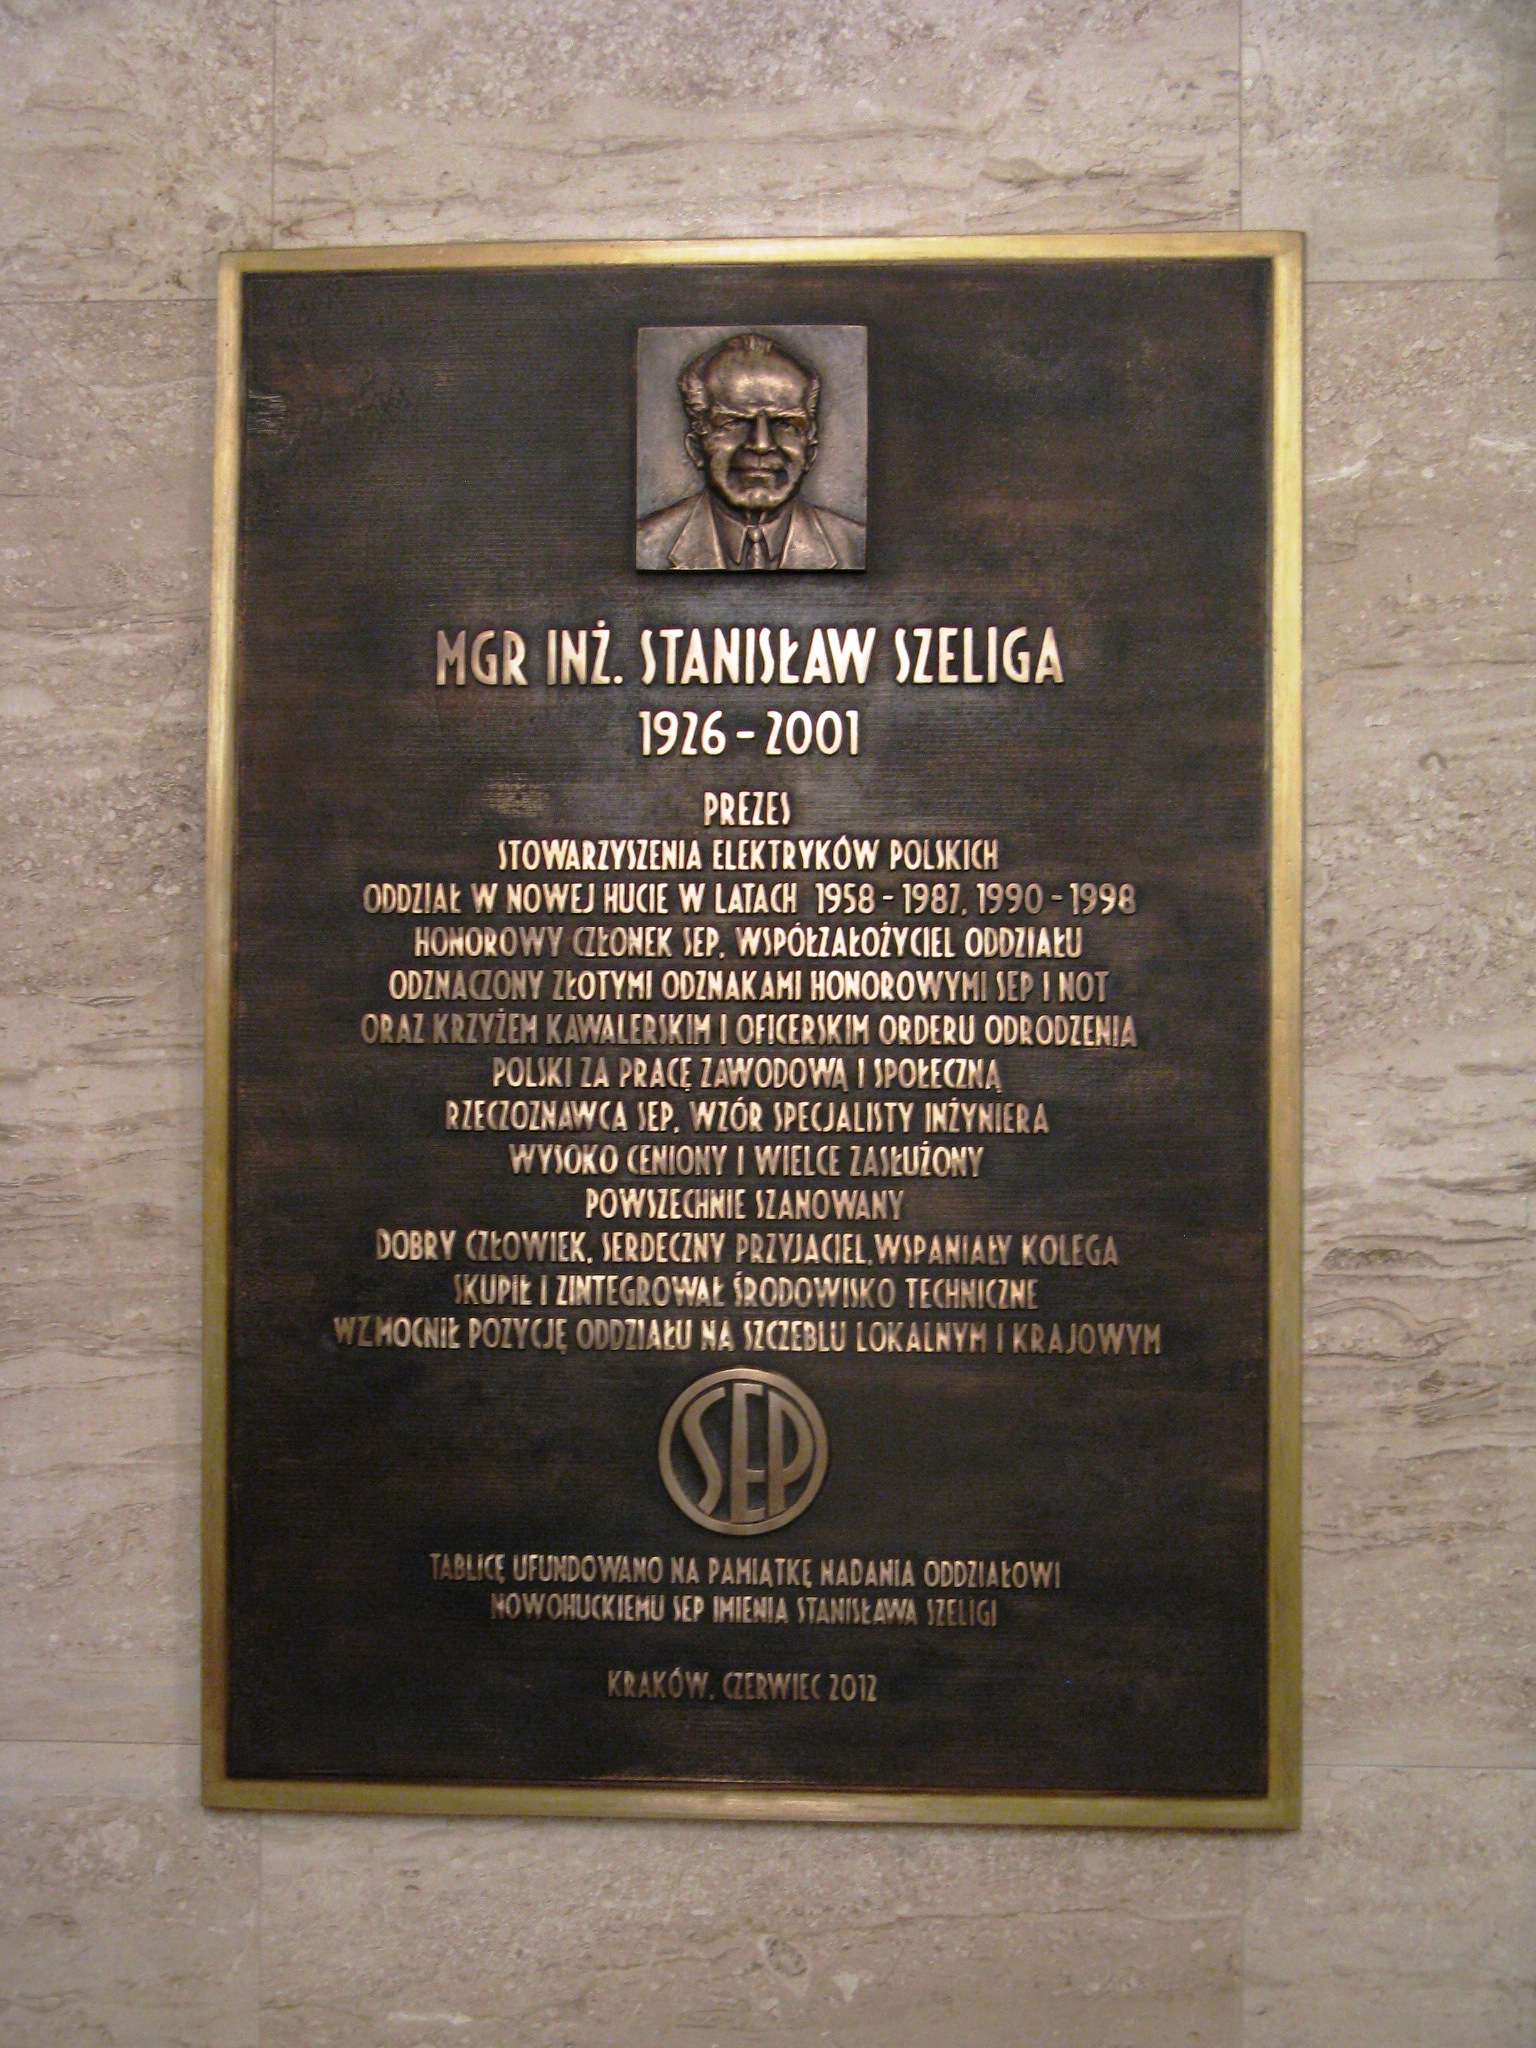 MGR INŻ. STANISŁAW SZELIGA
1926 - 2001
PREZES
STOWARZYSZENIA ELEKTRYKÓW POLSKICH
ODDZIAŁ W NOWEJ HUCIE W LATACH 1958 - 1987, 1990 - 1998
HONOROWY CZŁONEK SEP, WSPÓŁZAŁOŻYCIEL ODDZIAŁU
ODZNACZONY ZŁOTYMI ODZNAKAMI HONOROWYMI SEP I NOT
ORAZ KRZYŻEM KAWALERSKIM I OFICERSKIM ORDERU ODRODZENIA
POLSKI ZA PRACĘ ZAWODOWĄ I SPOŁECZNĄ
RZECZOZNAWCA SEP, WZÓR SPECJALISTY INŻYNIERA
WYSOKO CENIONY I WIELCE ZASŁUŻONY
POWSZECHNIE SZANOWANY
DOBRY CZŁOWIEK, SERDECZNY PRZYJACIEL, WSPANIAŁY KOLEGA
SKUPIŁ I ZINTEGROWAŁ ŚRODOWISKO TECHNICZNE
WZMOCNIŁ POZYCJĘ ODDZIAŁU NA SZCZEBLU LOKALNYM I KRAJOWYM
SEP
TABLICĘ UFUNDOWANO NA PAMIĄTKĘ NADANIA ODDZIAŁOWI
NOWOHUCKIEMU SEP IMIENIA STANISŁAWA SZELIGI
KRAKÓW, CZERWIEC 2012